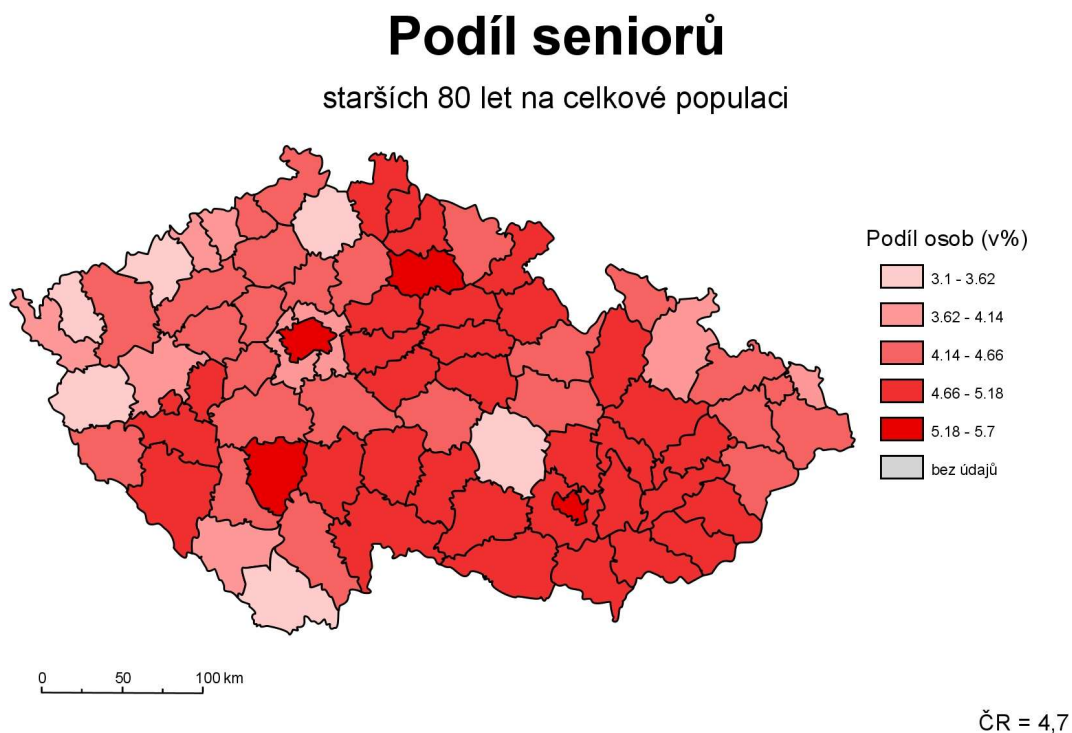 Podíl seniorů
starších 80 let na celkové populaci
Podíl osob (v%)
3.1 - 3.62
3.62 - 4.14
4.14 - 4.66
4.66 - 5.18
5.18 - 5.7
bez údajů
0 50 100 km
ČR = 4,7